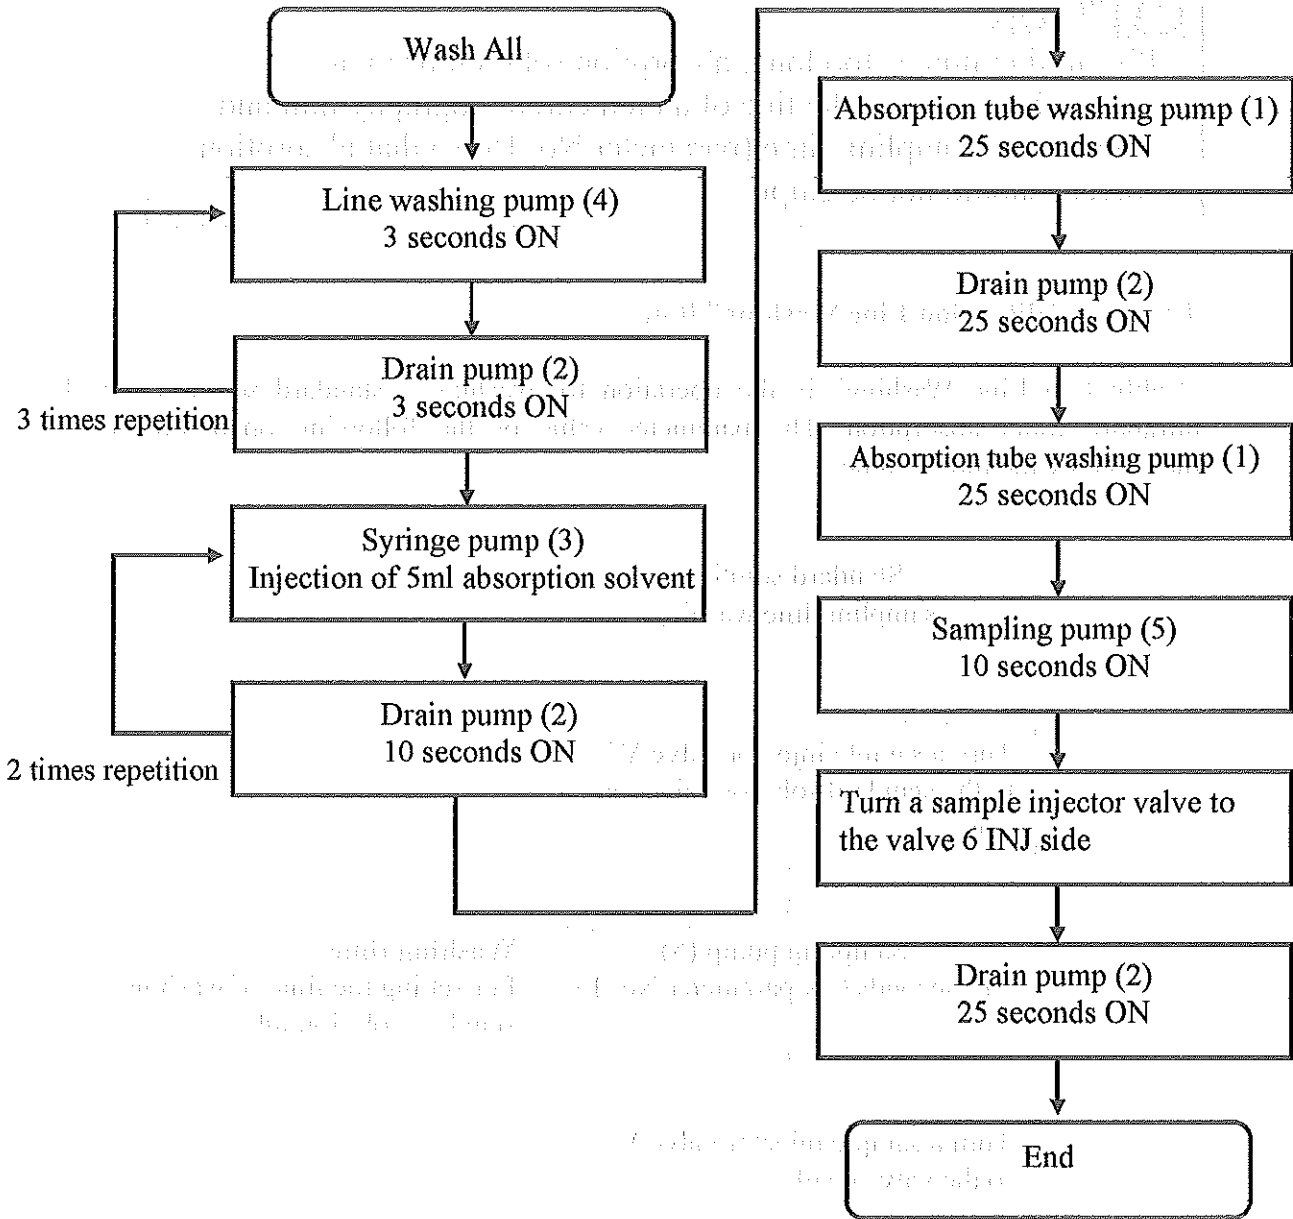 Wash All
Line washing pump (4)
3 seconds ON
Drain pump (2)
3 seconds ON
3 times repetition
Syringe pump (3)
Injection of 5ml absorption solvent
Drain pump (2)
10 seconds ON
2 times repetition
Absorption tube washing pump (1)
25 seconds ON
Drain pump (2)
25 seconds ON
Absorption tube washing pump (1)
25 seconds ON
Sampling pump (5)
10 seconds ON
Turn a sample injector valve to
the valve 6 INJ side
Drain pump (2)
25 seconds ON
End